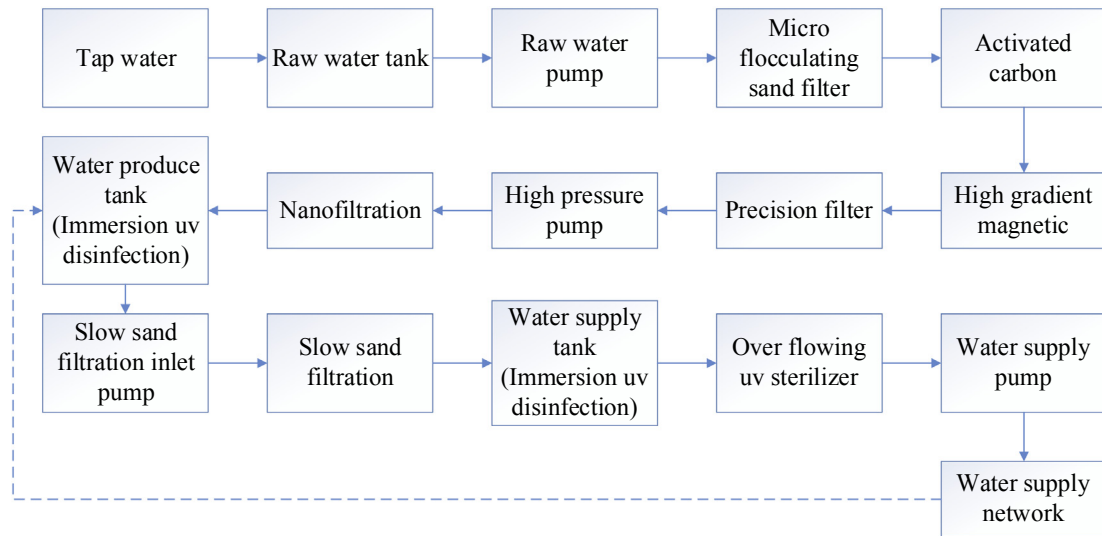 Tap water
Raw water tank
Raw water
pump
Micro
flocculating
sand filter
Activated
carbon
Water produce
tank
(Immersion uv
disinfection)
Nanofiltration
High pressure
pump
Precision filter
High gradient
magnetic
Slow sand
filtration inlet
pump
Slow sand
filtration
Water supply
tank
(Immersion uv
disinfection)
Over flowing
uv sterilizer
Water supply
pump
Water supply
network